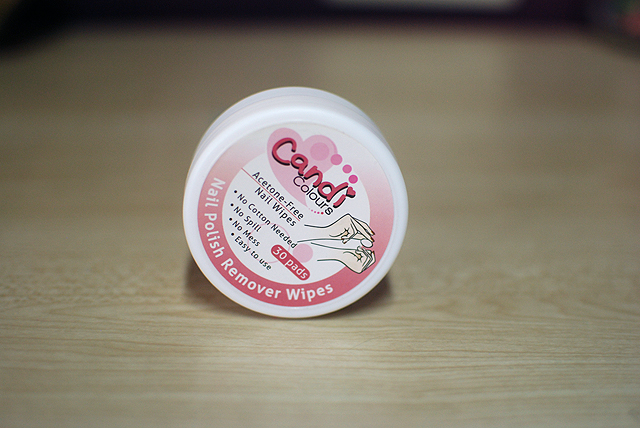 Candi
Colours
Acetone-Free
Nail Wipes
• No Cotton Needed
• No Spill
• No Mess
• Easy to use
30 pads
Nail Polish Remover Wipes